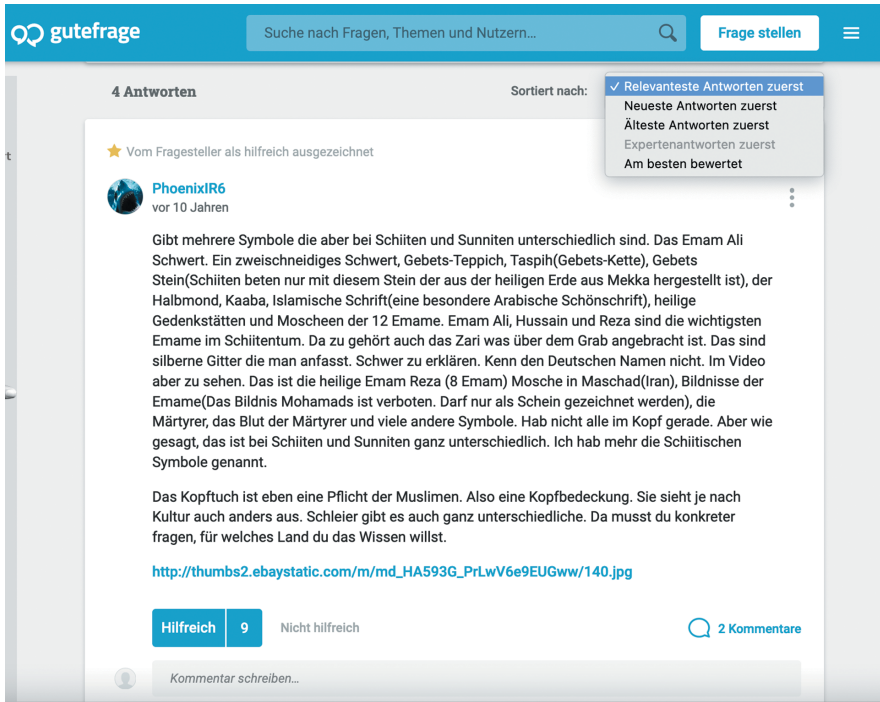 gutefrage
Suche nach Fragen, Themen und Nutzern...
Frage stellen
4 Antworten
Sortiert nach:
✓ Relevanteste Antworten zuerst
Neueste Antworten zuerst
Älteste Antworten zuerst
Expertenantworten zuerst
Am besten bewertet
t
Vom Fragesteller als hilfreich ausgezeichnet
PhoenixIR6
vor 10 Jahren
Gibt mehrere Symbole die aber bei Schiiten und Sunniten unterschiedlich sind. Das Emam Ali
Schwert. Ein zweischneidiges Schwert, Gebets-Teppich, Taspih(Gebets-Kette), Gebets
Stein(Schiiten beten nur mit diesem Stein der aus der heiligen Erde aus Mekka hergestellt ist), der
Halbmond, Kaaba, Islamische Schrift(eine besondere Arabische Schönschrift), heilige
Gedenkstätten und Moscheen der 12 Emame. Emam Ali, Hussain und Reza sind die wichtigsten
Emame im Schiitentum. Da zu gehört auch das Zari was über dem Grab angebracht ist. Das sind
silberne Gitter die man anfasst. Schwer zu erklären. Kenn den Deutschen Namen nicht. Im Video
aber zu sehen. Das ist die heilige Emam Reza (8 Emam) Mosche in Maschad(Iran), Bildnisse der
Emame(Das Bildnis Mohamads ist verboten. Darf nur als Schein gezeichnet werden), die
Märtyrer, das Blut der Märtyrer und viele andere Symbole. Hab nicht alle im Kopf gerade. Aber wie
gesagt, das ist bei Schiiten und Sunniten ganz unterschiedlich. Ich hab mehr die Schiitischen
Symbole genannt.
Das Kopftuch ist eben eine Pflicht der Muslimen. Also eine Kopfbedeckung. Sie sieht je nach
Kultur auch anders aus. Schleier gibt es auch ganz unterschiedliche. Da musst du konkreter
fragen, für welches Land du das Wissen willst.
http://thumbs2.ebaystatic.com/m/md_HA593G_PrLwV6e9EUGww/140.jpg
Hilfreich 9
Nicht hilfreich
2 Kommentare
Kommentar schreiben...